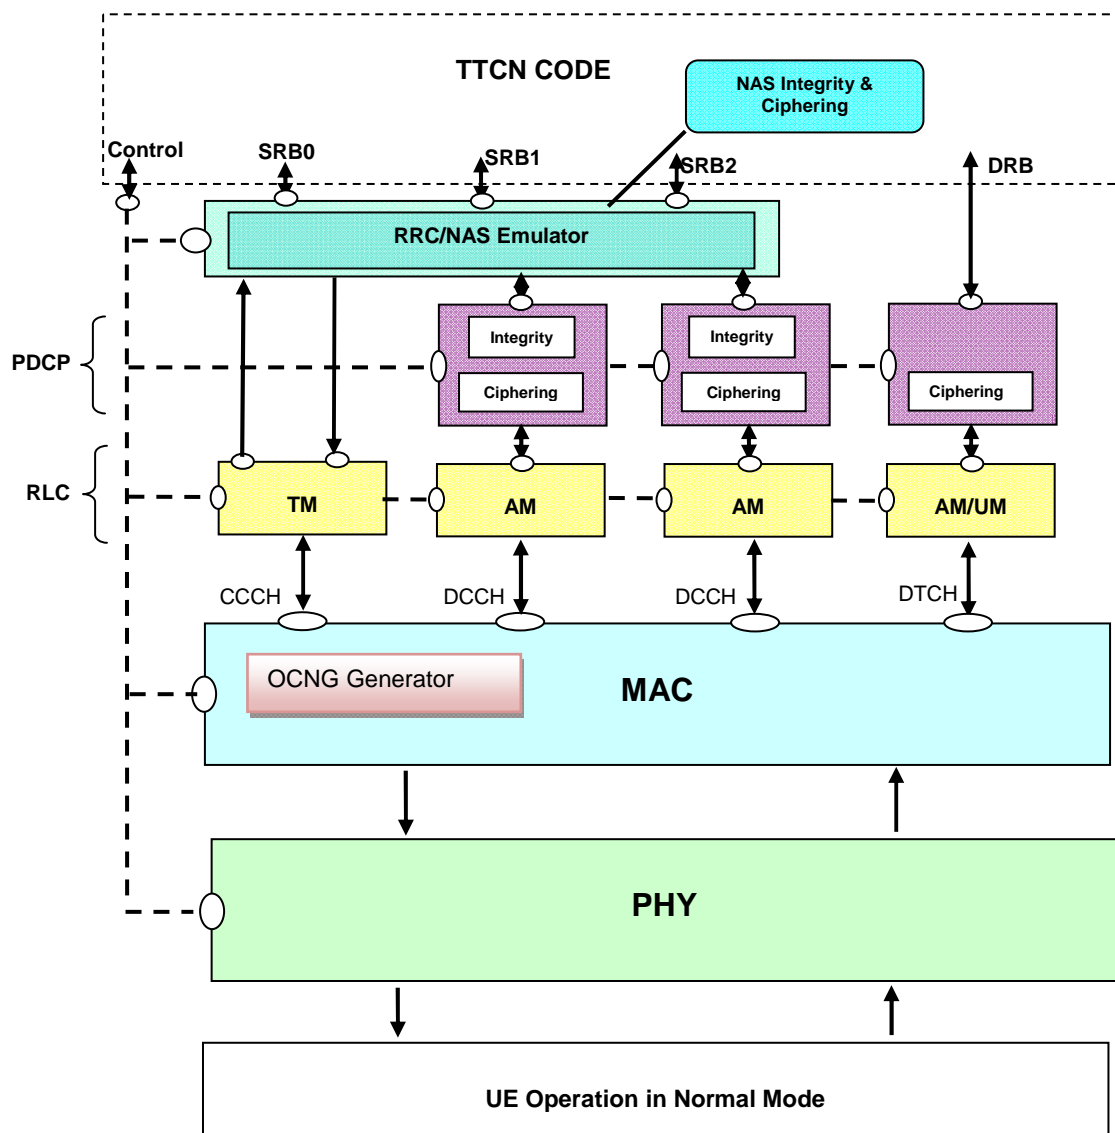 TTCN CODE
NAS Integrity &
Ciphering
Control
SRB0
SRB1
SRB2
DRB
RRC/NAS Emulator
PDCP
Integrity
Integrity
Ciphering
Ciphering
Ciphering
RLC
TM
AM
AM
AM/UM
CCCH
DCCH
DCCH
DTCH
OCNG Generator
MAC
PHY
UE Operation in Normal Mode